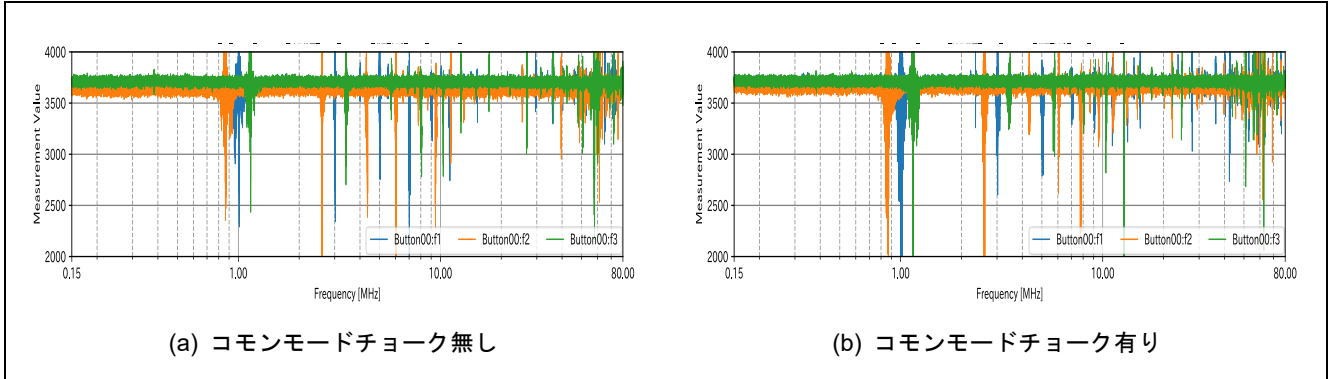 4000
3500
3000
2500
2000
Measurement Value
Button00:f1 Button00:f2 Button00:f3
0.15 1.00 10.00 80.00
Frequency [MHz]
(a) コモンモードチョーク無し
4000
3500
3000
2500
2000
Measurement Value
Button00:f1 Button00:f2 Button00:f3
0.15 1.00 10.00 80.00
Frequency [MHz]
(b) コモンモードチョーク有り